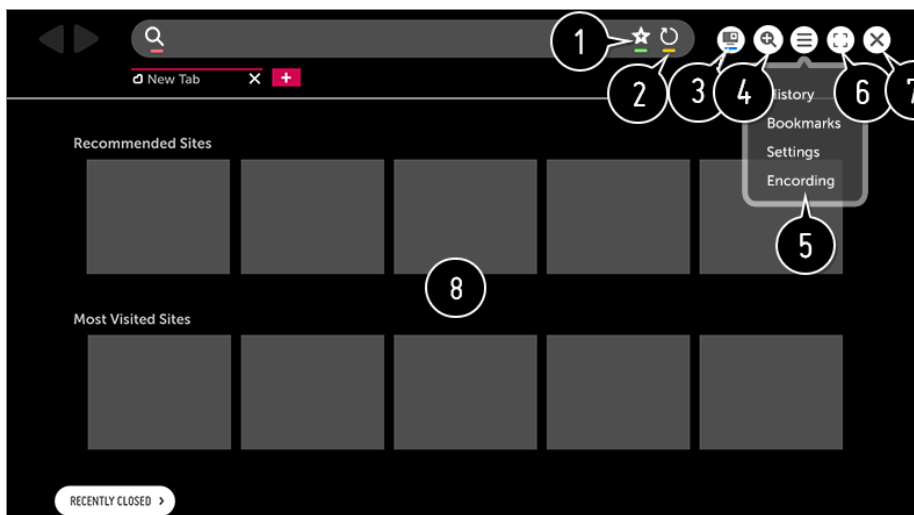 1
New Tab
2
3
4
6
7
History
Bookmarks
Settings
Encording
5
Recommended Sites
8
Most Visited Sites
RECENTLY CLOSED